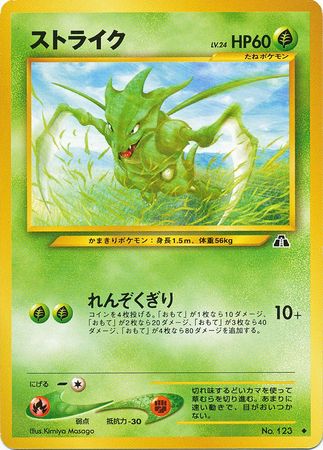 ストライク LV.24 HP60
たねポケモン
かまきりポケモン:身長1.5m、体重56kg
れんぞくぎり 10+
コインを4枚投げる。「おもて」が1枚なら10ダメージ、
「おもて」が2枚なら20ダメージ、「おもて」が3枚なら40
ダメージ、「おもて」が4枚なら80ダメージを追加する。
にげる
弱点 抵抗力-30
切れ味するどいカマを使って
草むらを切り進む。あまりに
速い動きで、目がおいつかない。
Illus.Kimiya Masago
No. 123